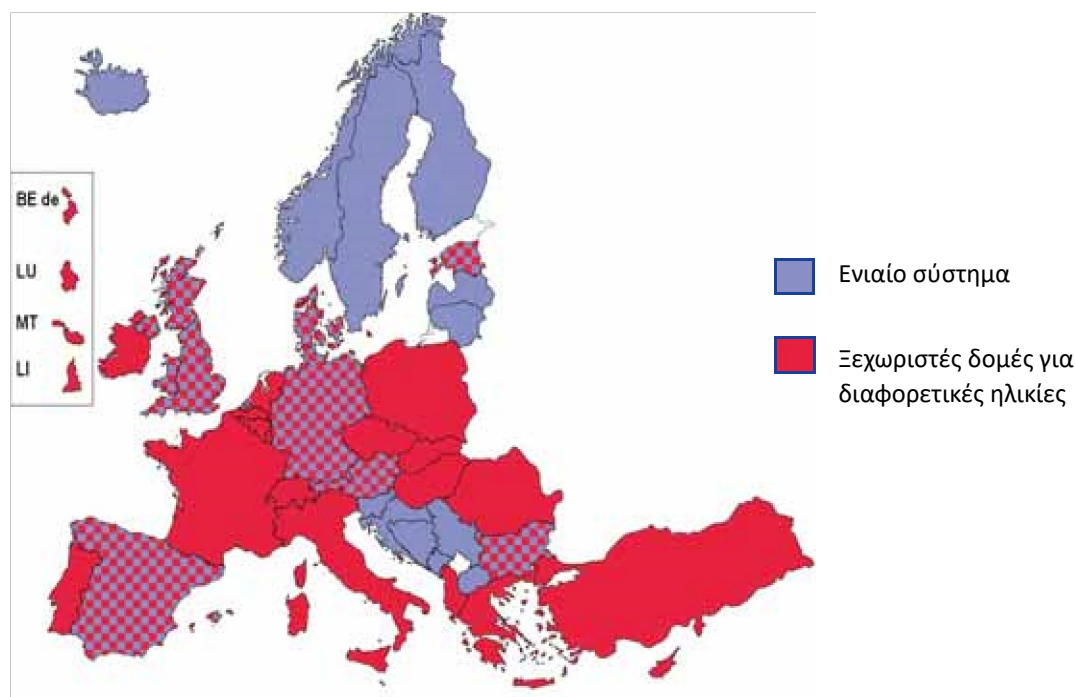 BE de
LU
MT
LI
Ενιαίο σύστημα
Ξεχωριστές δομές για
διαφορετικές ηλικίες